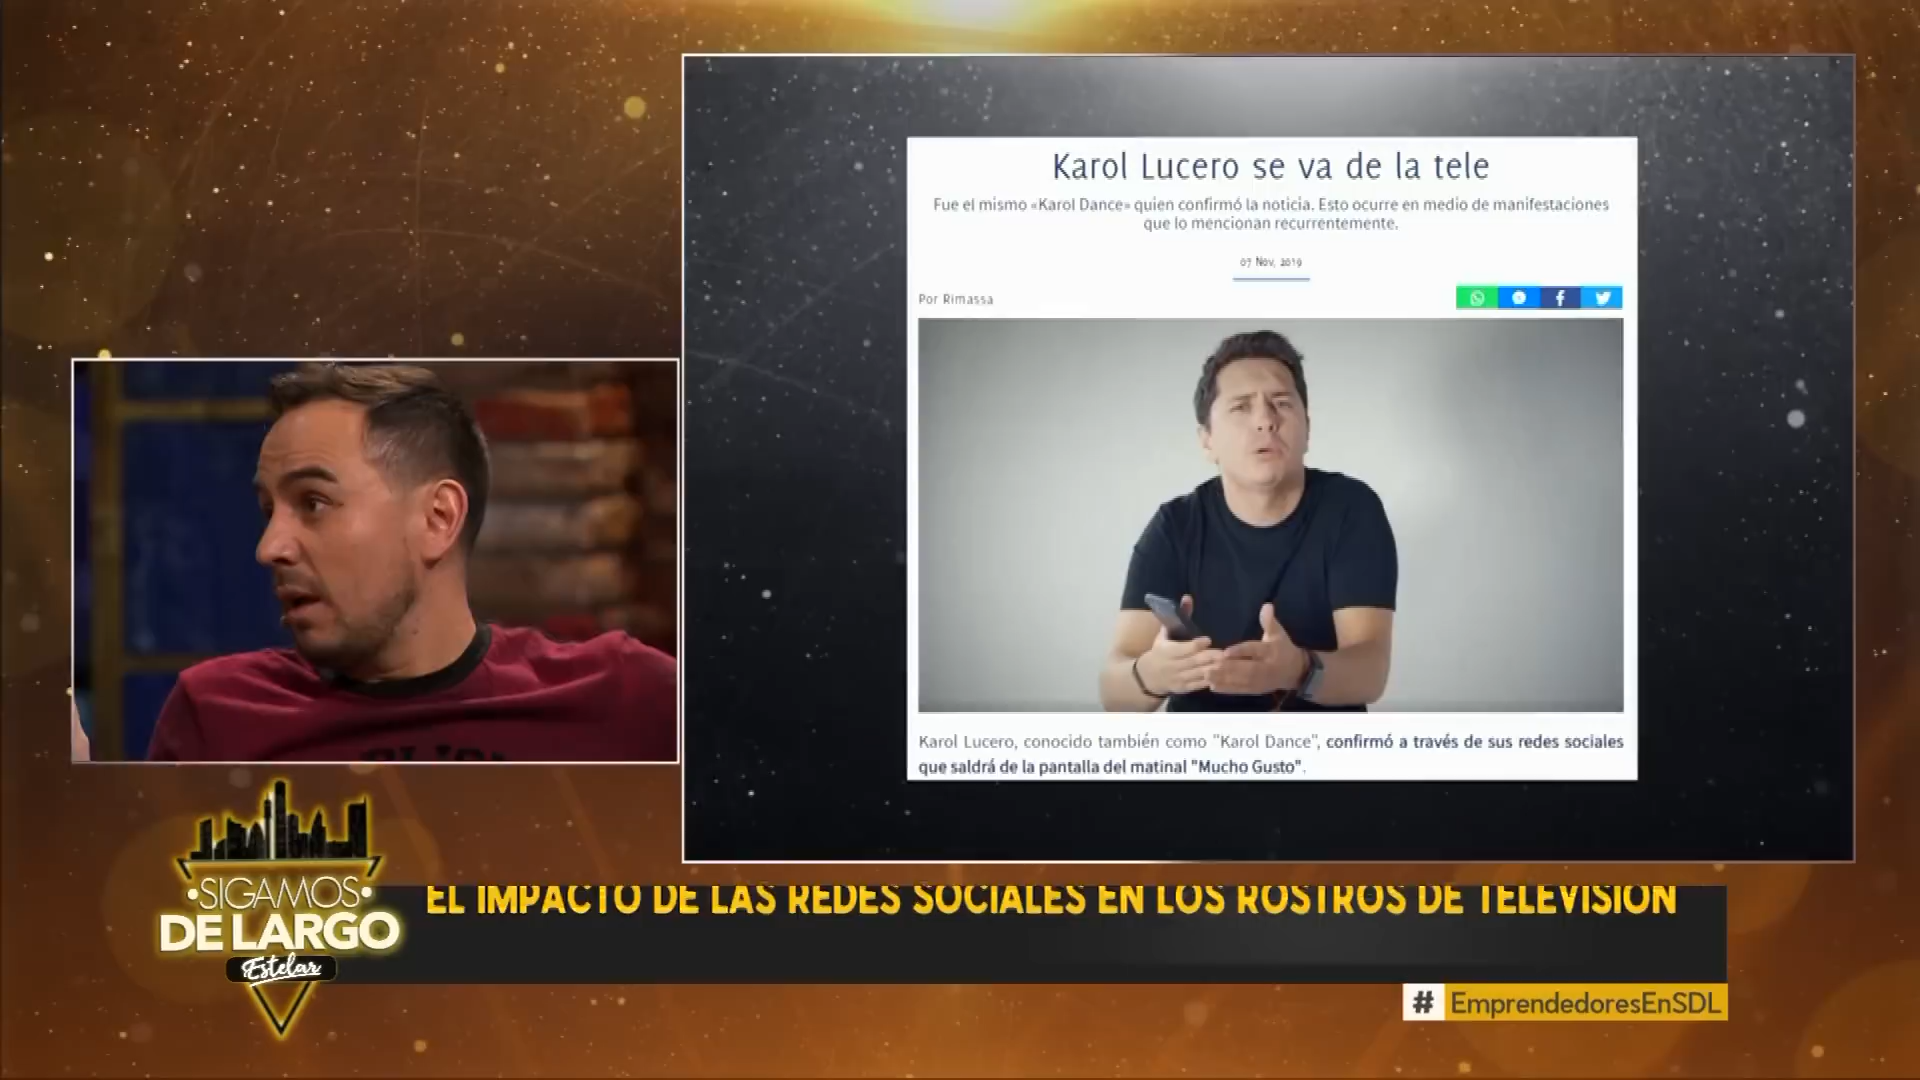 Karol Lucero se va de la tele
Fue el mismo «Karol Dance» quien confirmó la noticia. Esto ocurre en medio de manifestaciones
que lo mencionan recurrentemente.
07 Nov, 2019
Por Rimassa
Karol Lucero, conocido también como "Karol Dance", confirmó a través de sus redes sociales
que saldrá de la pantalla del matinal "Mucho Gusto".
•SIGAMOS•
DE LARGO
Estelar
EL IMPACTO DE LAS REDES SOCIALES EN LOS ROSTROS DE TELEVISIÓN
# EmprendedoresEnSDL